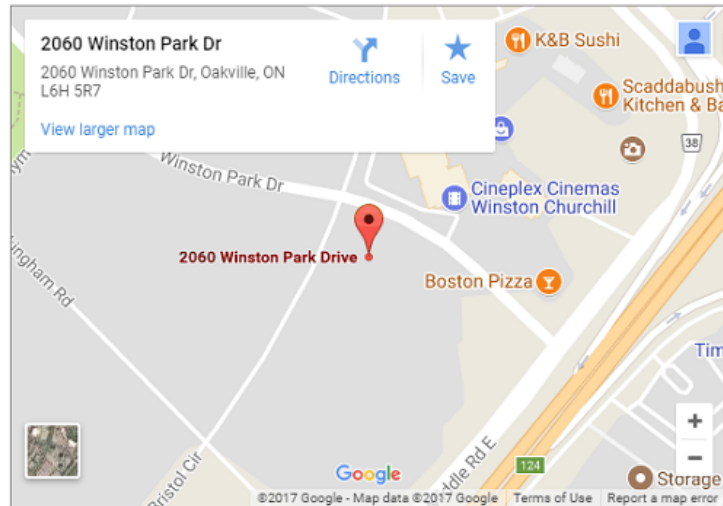 2060 Winston Park Dr
2060 Winston Park Dr, Oakville, ON
L6H 5R7
View larger map
Directions
Save
K&B Sushi
Scaddabush
Kitchen & Ba
38
Winston Park Dr
Cineplex Cinemas
Winston Churchill
2060 Winston Park Drive
Boston Pizza
kingham Rd
Tim
+
−
Bristol Cir
Google
ddle Rd E
124
Storage
©2017 Google - Map data ©2017 Google
Terms of Use
Report a map error